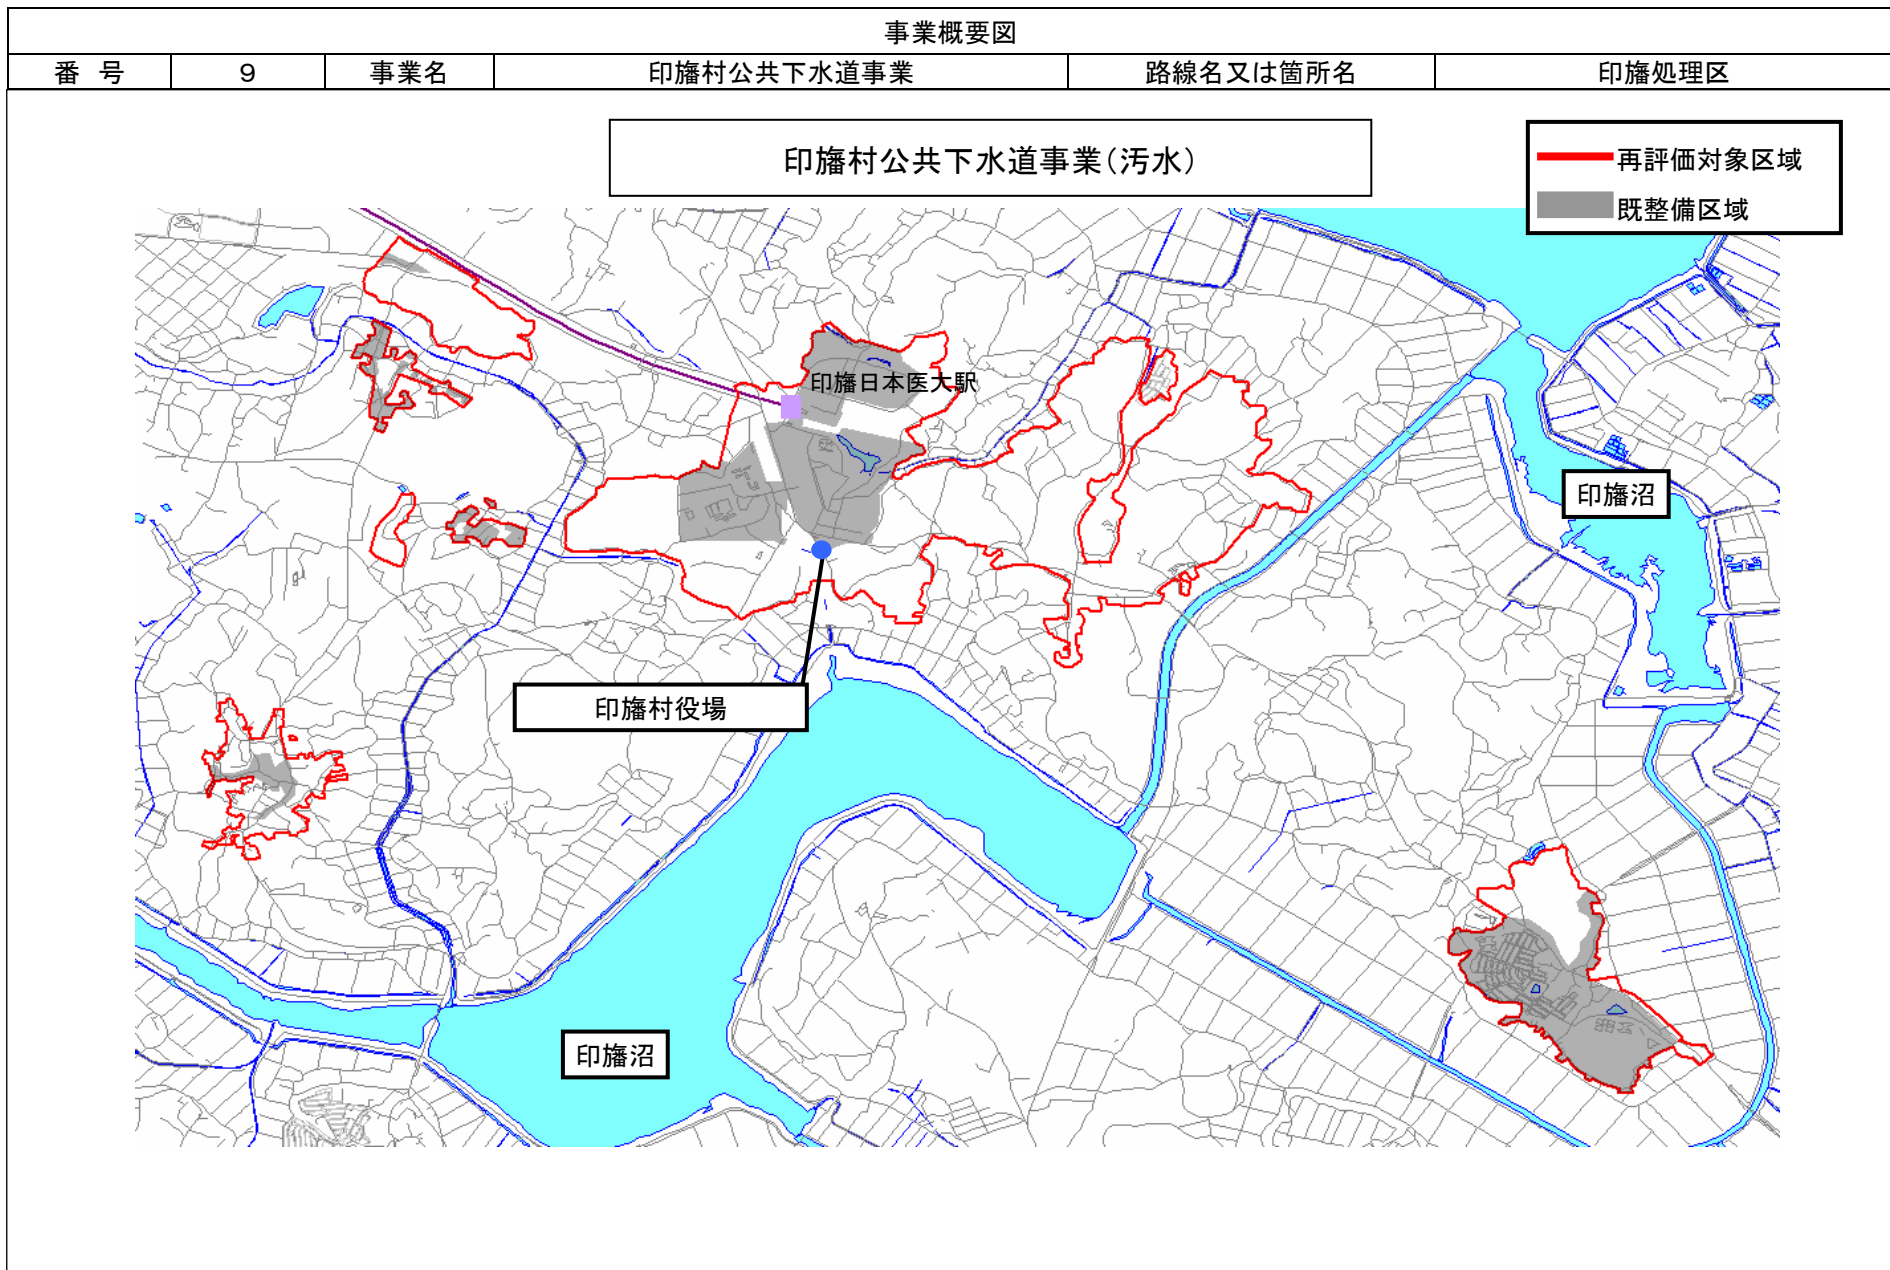 事業概要図
番　号 ９ 事業名 印旛村公共下水道事業 路線名又は箇所名 印旛処理区
印旛村公共下水道事業（汚水）
再評価対象区域
既整備区域
印旛日本医大駅
印旛沼
印旛村役場
印旛沼